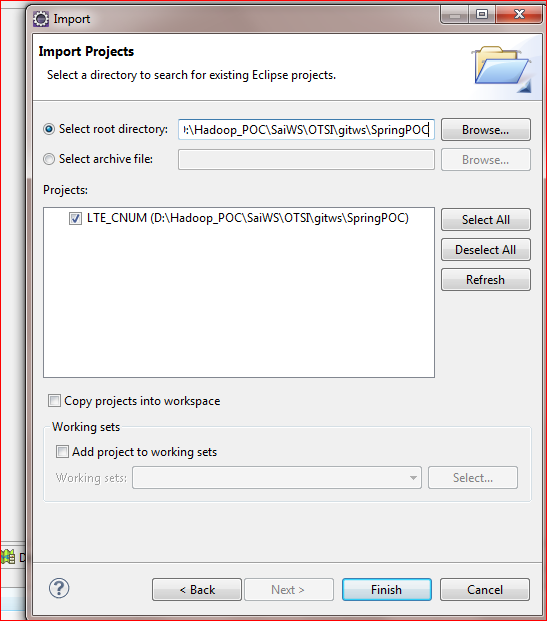 Import
Import Projects
Select a directory to search for existing Eclipse projects.
Select root directory: :\Hadoop_POC\SaiWS\OTSI\gitws\SpringPOC Browse...
Select archive file: Browse...
Projects:
LTE_CNUM (D:\Hadoop_POC\SaiWS\OTSI\gitws\SpringPOC)
Select All
Deselect All
Refresh
Copy projects into workspace
Working sets
Add project to working sets
Working sets: Select...
D
? < Back Next > Finish Cancel